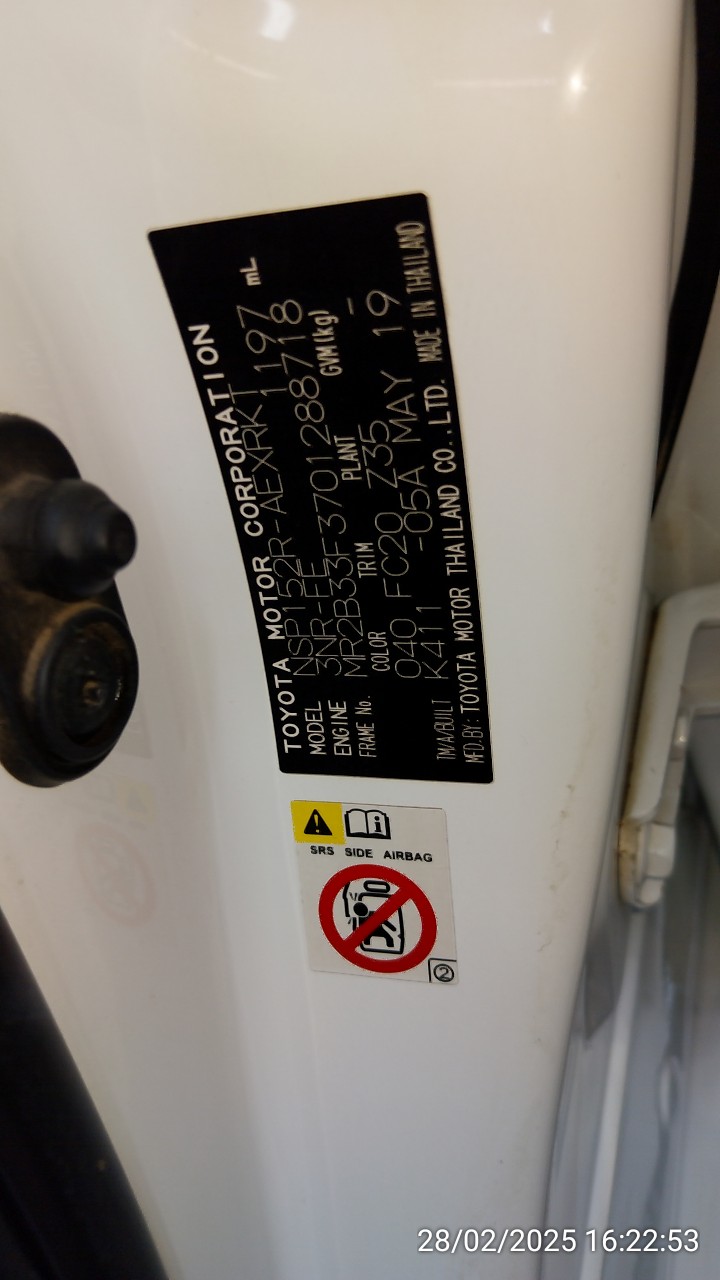 TOYOTA MOTOR CORPORATION
MODEL NSP152R-AEXRKT 1197 mL
ENGINE 3NR-EE
FRAME No. MR2B33F3701288718
COLOR TRIM PLANT GVM(kg)
040 FC20 Z35 -
TM/A/BUILT K411 -05A MAY 19
MFD.BY: TOYOTA MOTOR THAILAND CO.,LTD. MADE IN THAILAND
SRS SIDE AIRBAG
2
28/02/2025 16:22:53